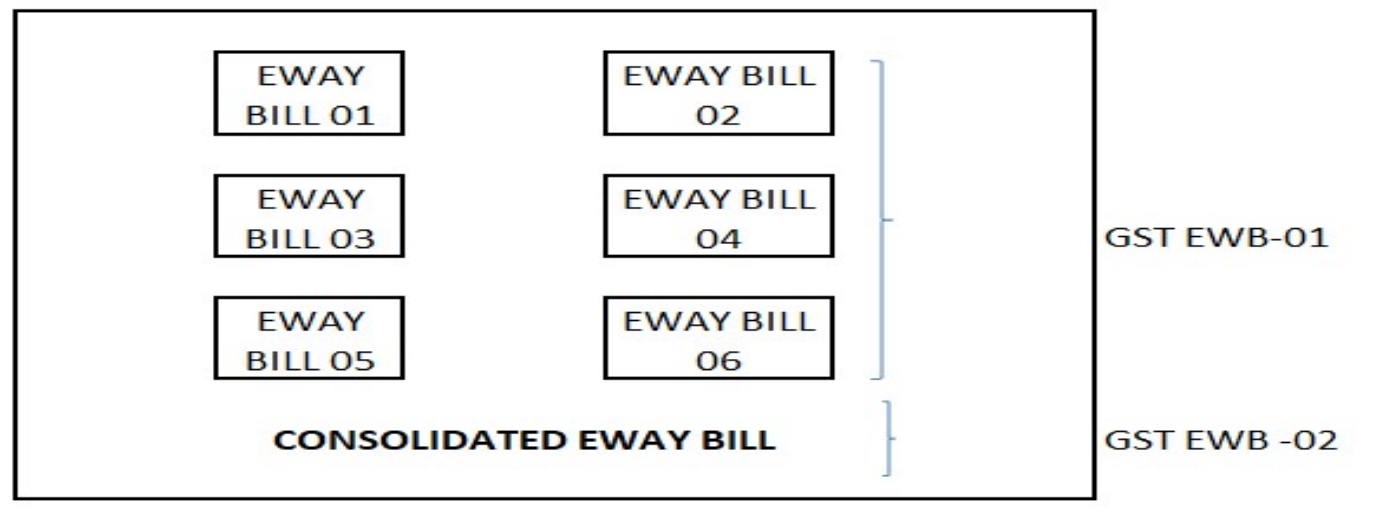 EWAY
BILL 01
EWAY BILL
02
EWAY
BILL 03
EWAY BILL
04
GST EWB-01
EWAY
BILL 05
EWAY BILL
06
CONSOLIDATED EWAY BILL
GST EWB -02